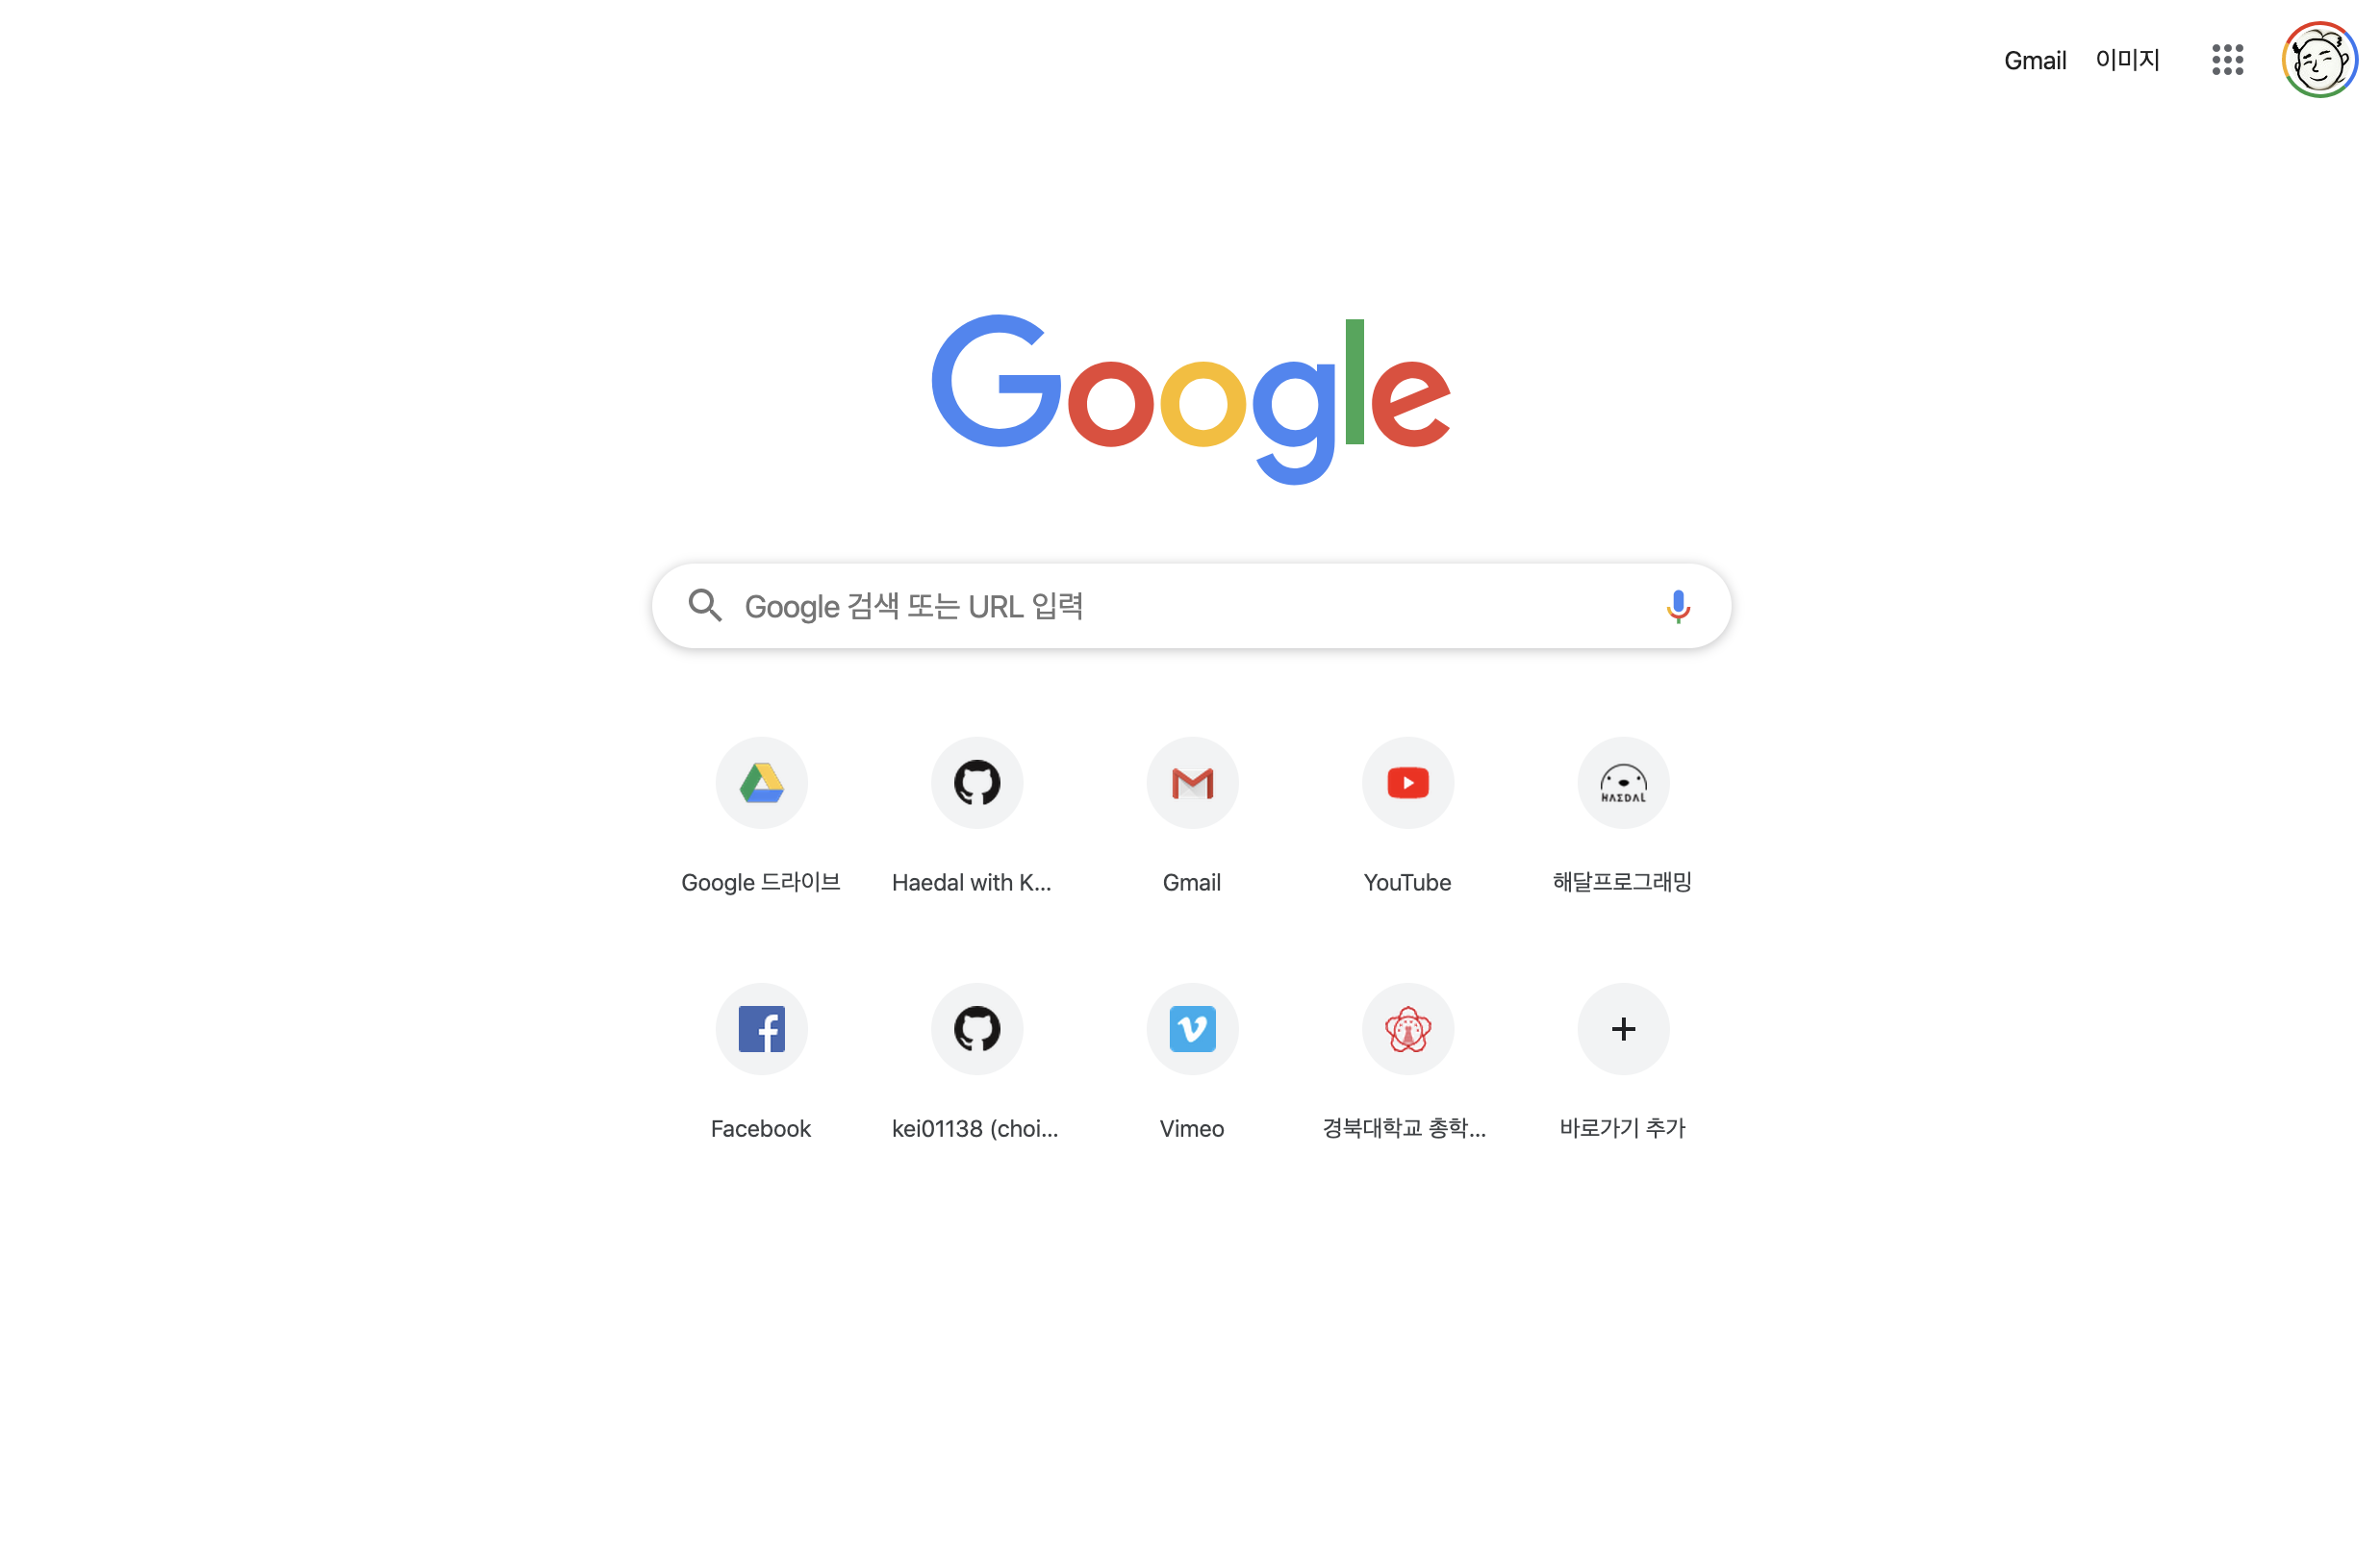 Gmail 이미지
Google
Google 검색 또는 URL 입력
HAEDAL
Google 드라이브
Haedal with K...
Gmail
YouTube
해달프로그래밍
Facebook
kei01138 (choi...
Vimeo
경북대학교 총학...
바로가기 추가